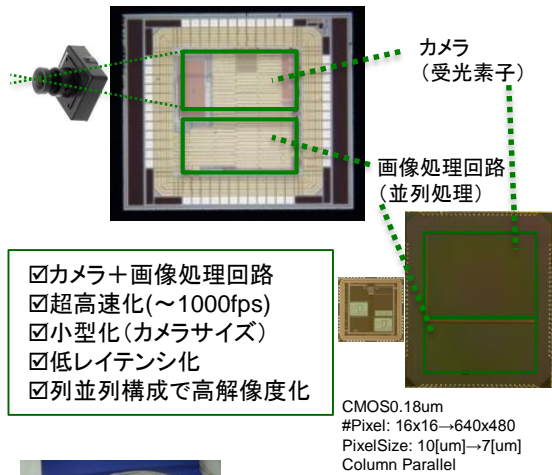 カメラ
（受光素子）
画像処理回路
（並列処理）
☑カメラ＋画像処理回路
☑超高速化(～1000fps)
☑小型化（カメラサイズ）
☑低レイテンシ化
☑列並列構成で高解像度化
CMOS0.18um
#Pixel: 16x16→640x480
PixelSize: 10[um]→7[um]
Column Parallel